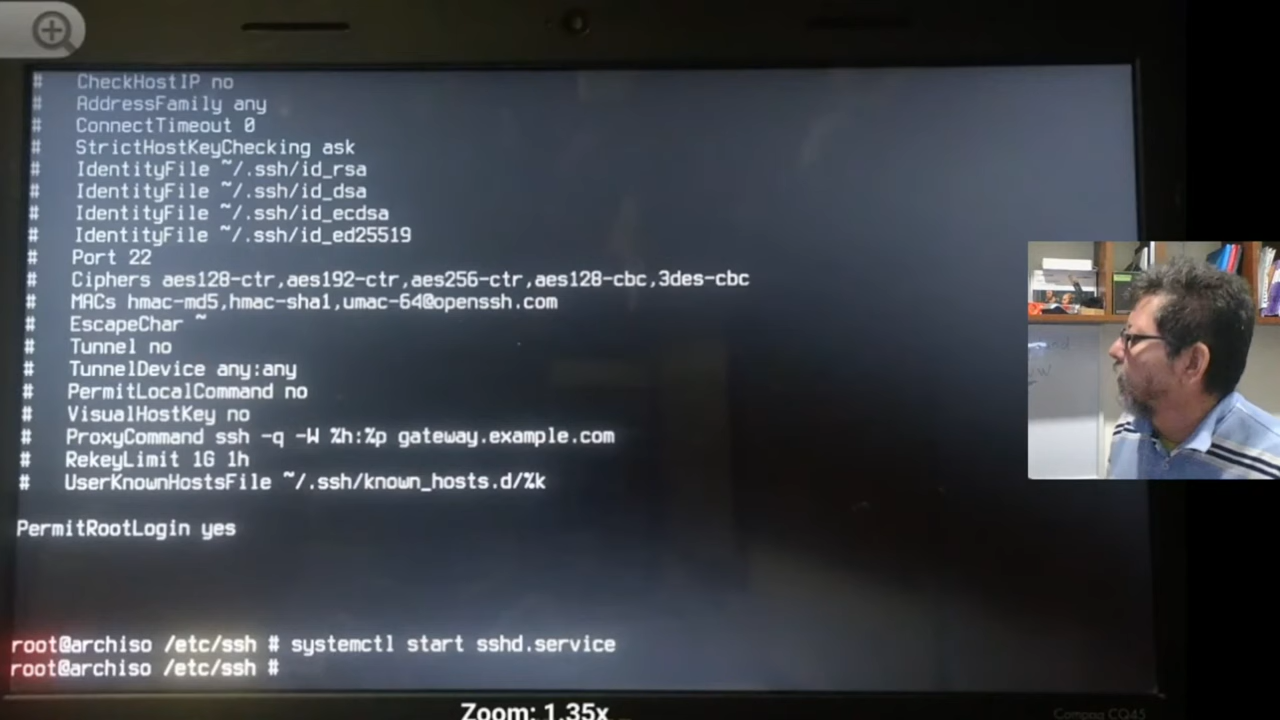 # CheckHostIP no
# AddressFamily any
# ConnectTimeout 0
# StrictHostKeyChecking ask
# IdentityFile ~/.ssh/id_rsa
# IdentityFile ~/.ssh/id_dsa
# IdentityFile ~/.ssh/id_ecdsa
# IdentityFile ~/.ssh/id_ed25519
# Port 22
# Ciphers aes128-ctr,aes192-ctr,aes256-ctr,aes128-cbc,3des-cbc
# MACs hmac-md5,hmac-sha1,umac-64@openssh.com
# EscapeChar ~
# Tunnel no
# TunnelDevice any:any
# PermitLocalCommand no
# VisualHostKey no
# ProxyCommand ssh -q -W %h:%p gateway.example.com
# RekeyLimit 1G 1h
# UserKnownHostsFile ~/.ssh/known_hosts.d/%k
PermitRootLogin yes
root@archiso /etc/ssh # systemctl start sshd.service
root@archiso /etc/ssh #
Zoom: 1.35x
Compaq CQ45